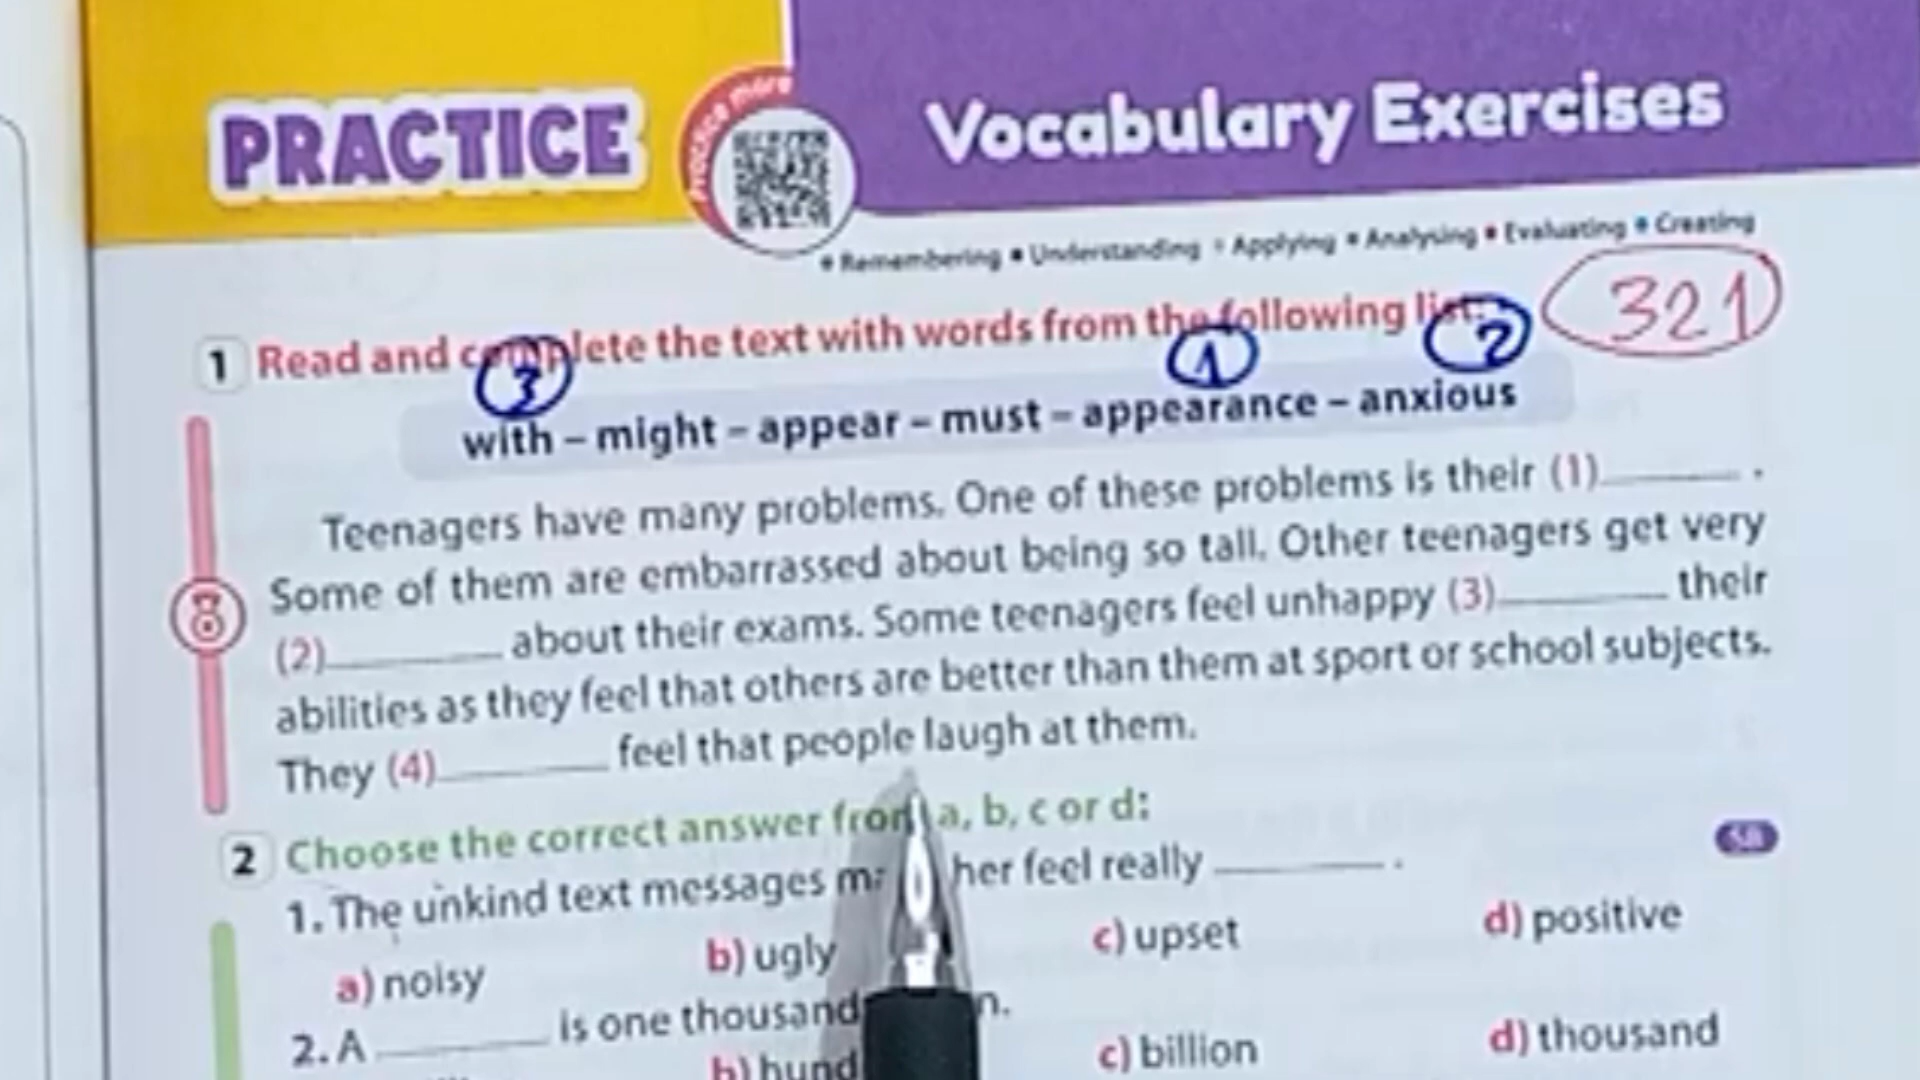 PRACTICE
Practice more
Vocabulary Exercises
• Remembering • Understanding • Applying • Analysing • Evaluating • Creating
321
1 Read and complete the text with words from the following list:
3 1 2
with – might – appear – must – appearance – anxious
Teenagers have many problems. One of these problems is their (1)________ .
Some of them are embarrassed about being so tall. Other teenagers get very
(2)________ about their exams. Some teenagers feel unhappy (3)________ their
abilities as they feel that others are better than them at sport or school subjects.
They (4)________ feel that people laugh at them.
2 Choose the correct answer from a, b, c or d:
1. The unkind text messages her feel really ________ .
a) noisy b) ugly c) upset d) positive
2. A ________ is one thousand
b) c) billion d) thousand